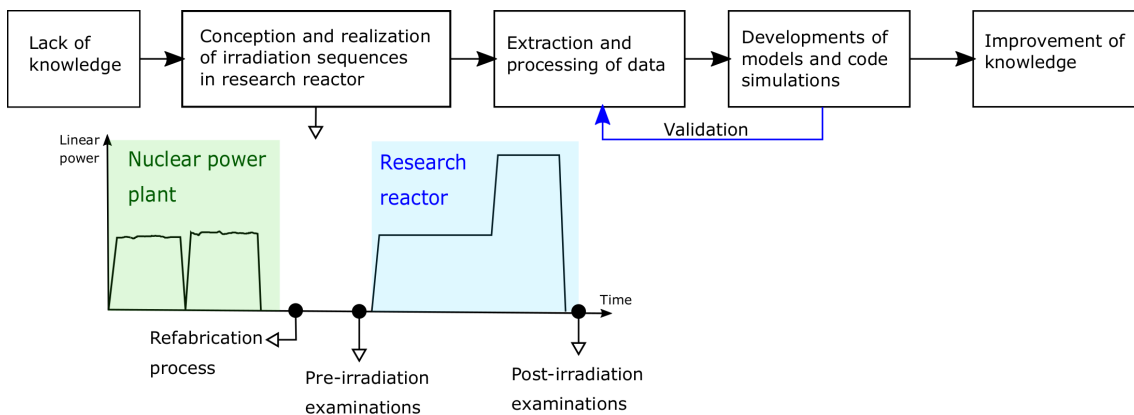 Lack of
knowledge
Conception and realization
of irradiation sequences
in research reactor
Extraction and
processing of data
Developments of
models and code
simulations
Improvement of
knowledge
Validation
Linear
power
Nuclear power
plant
Research
reactor
Time
Refabrication
process
Pre-irradiation
examinations
Post-irradiation
examinations